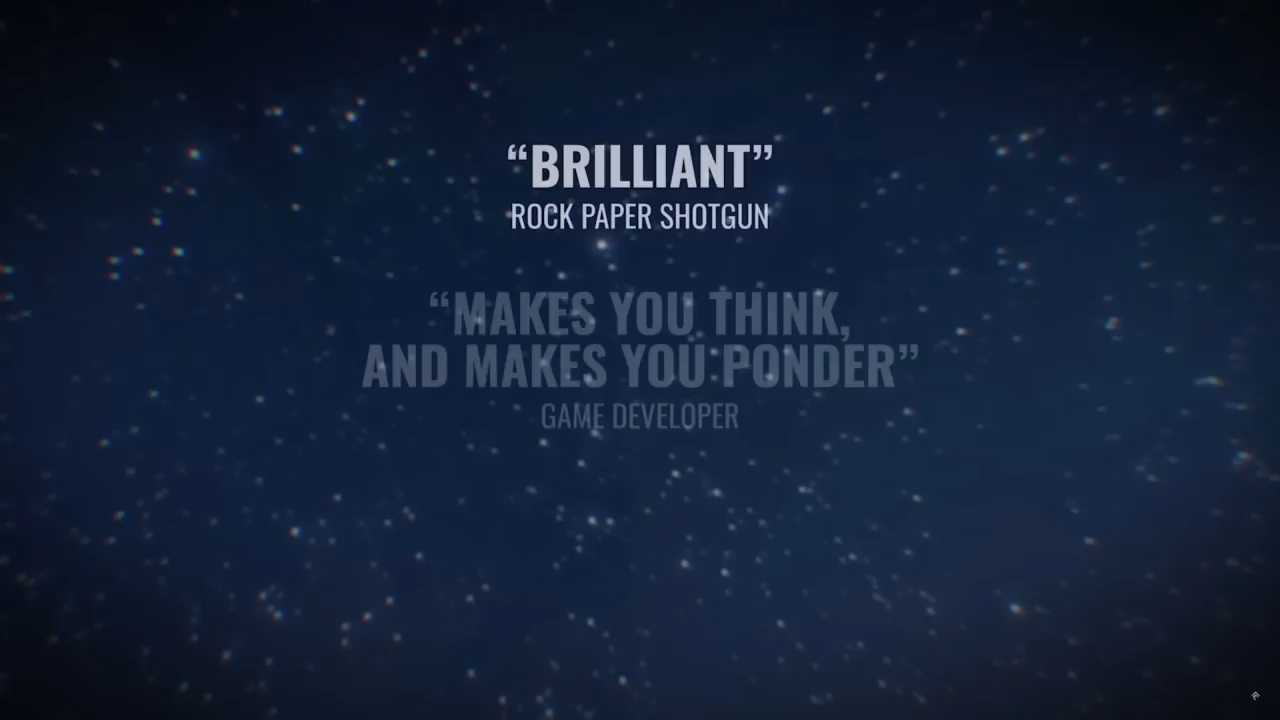 “BRILLIANT”
ROCK PAPER SHOTGUN
“MAKES YOU THINK,
AND MAKES YOU PONDER”
GAME DEVELOPER